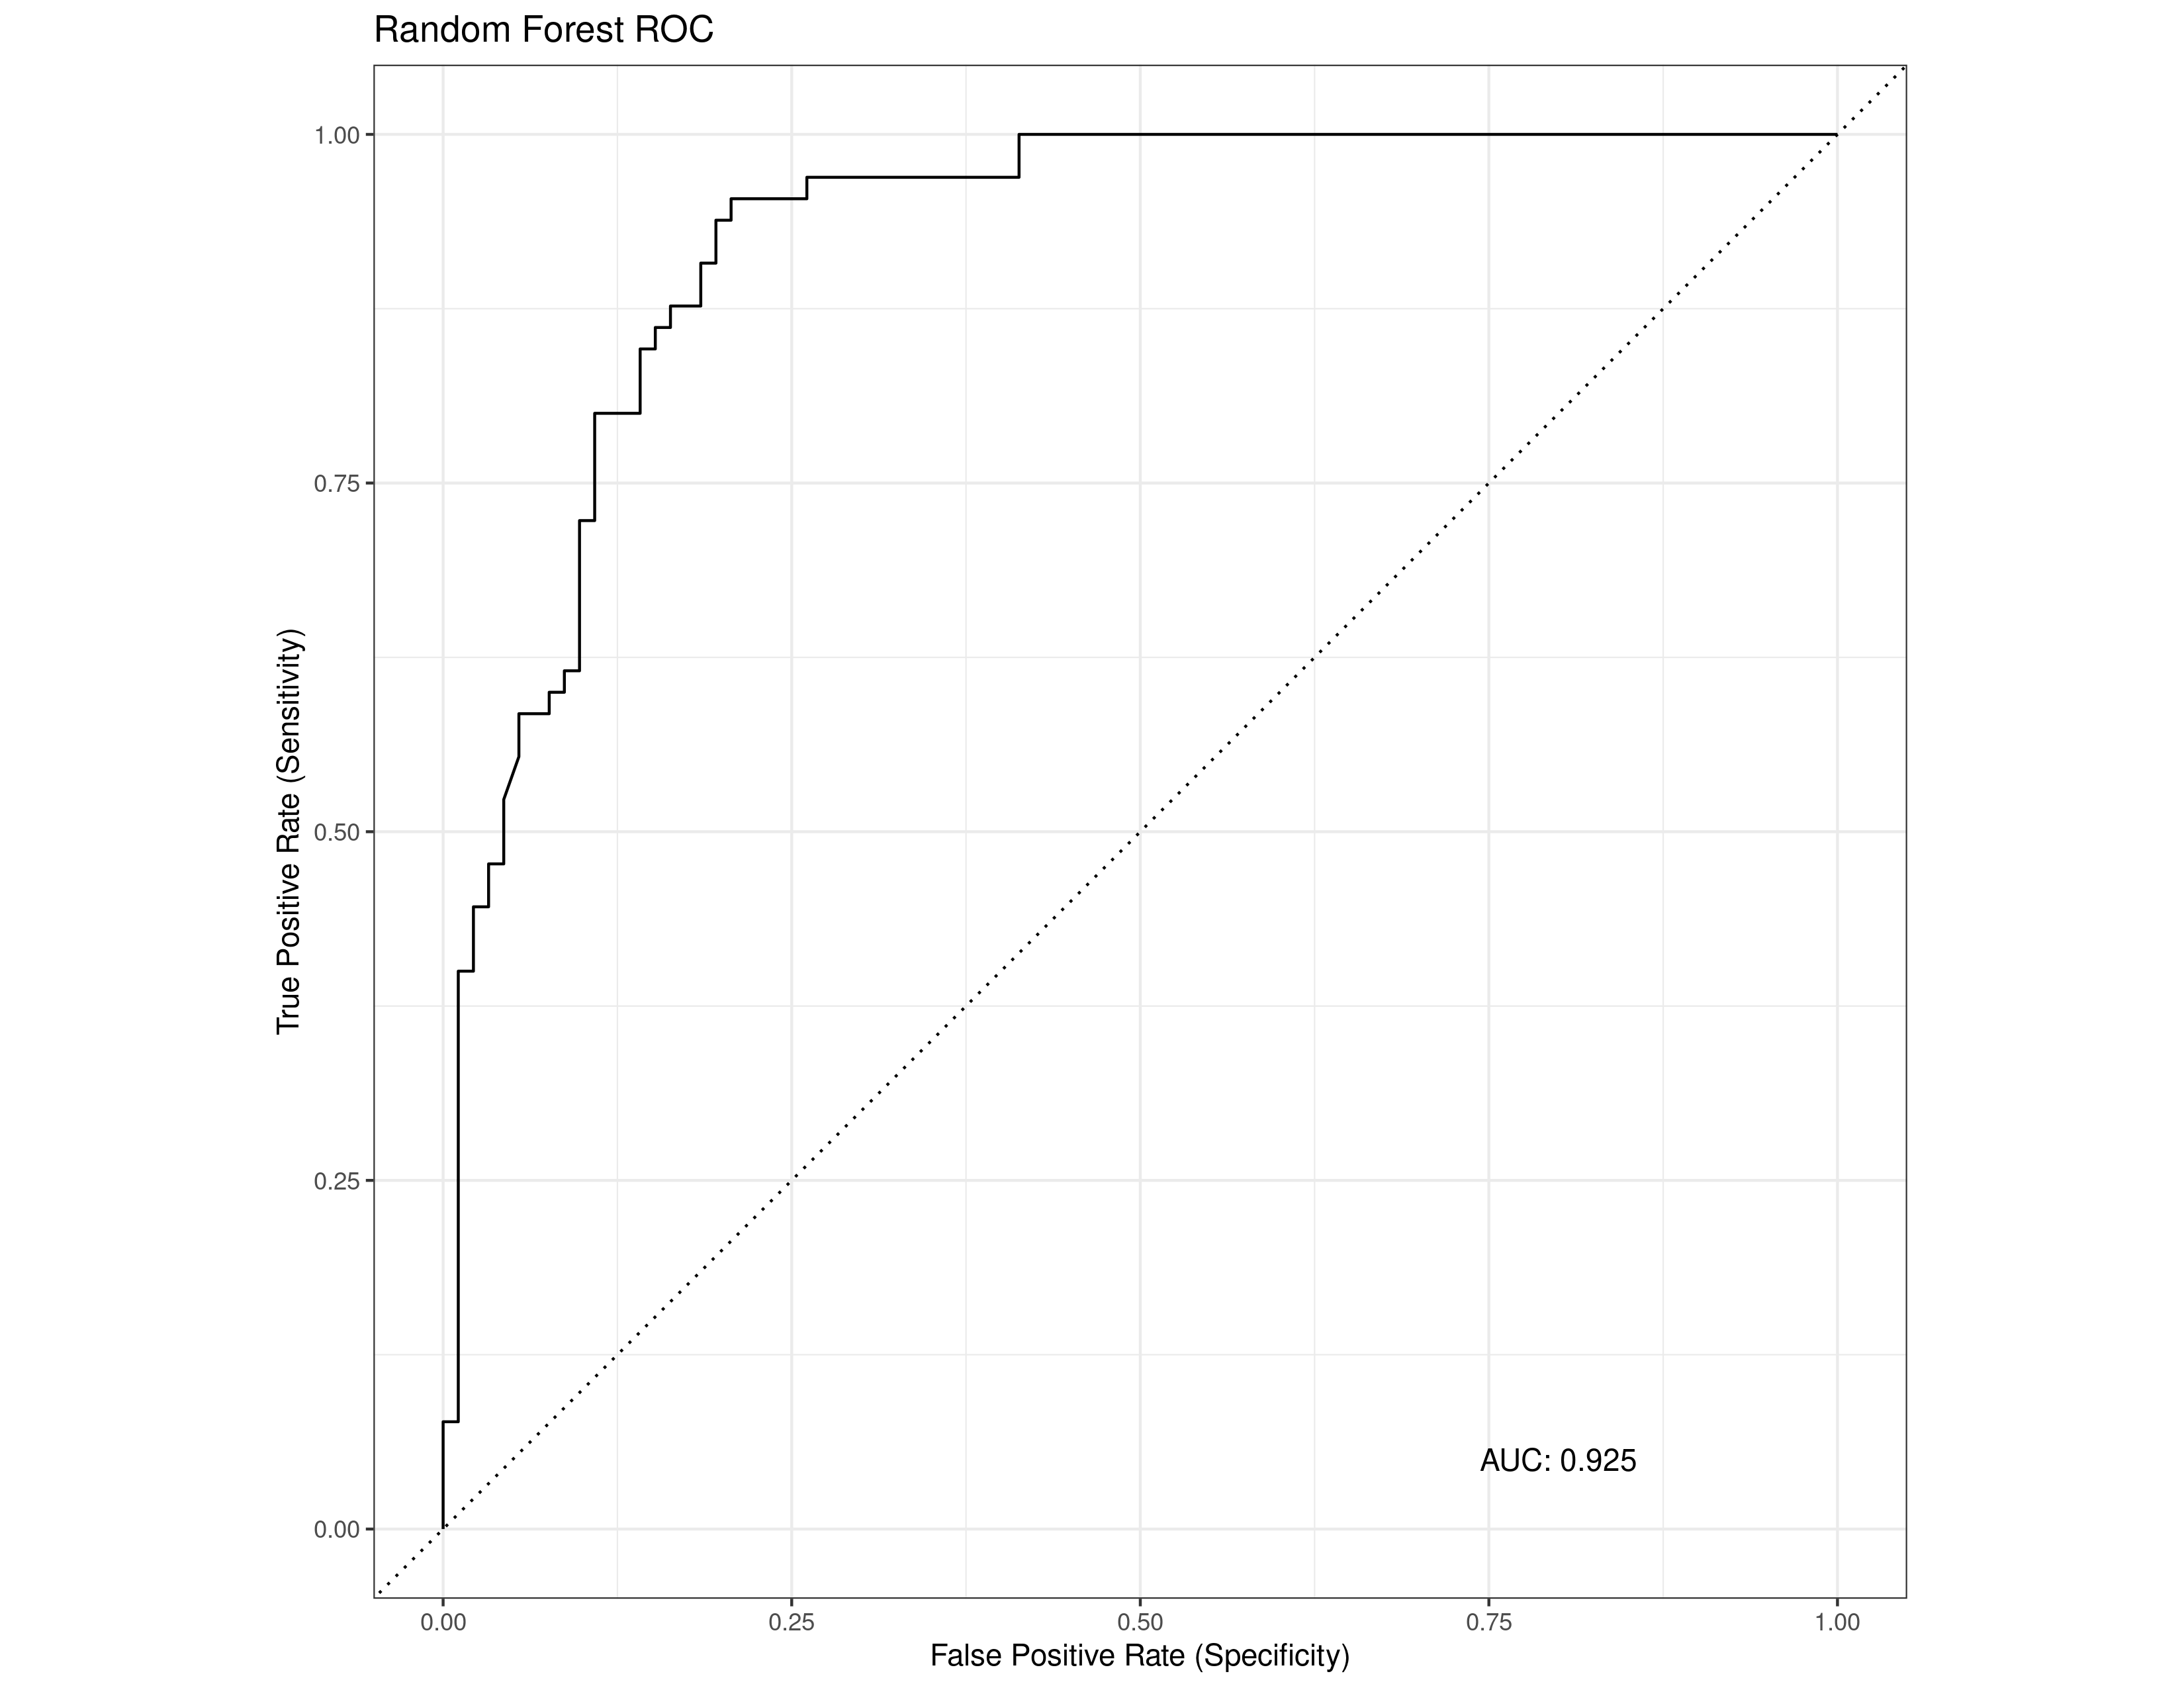 Random Forest ROC
True Positive Rate (Sensitivity)
1.00
0.75
0.50
0.25
0.00
AUC: 0.925
0.00 0.25 0.50 0.75 1.00
False Positive Rate (Specificity)